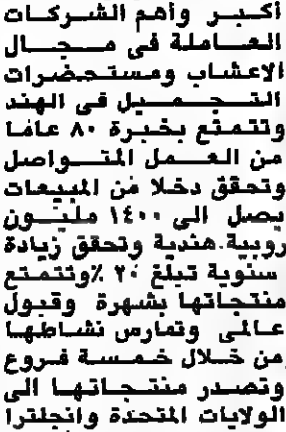 أكبر وأهم الشركات
العاملة فى مجال
الاعشاب ومستحضرات
التجميل فى الهند
وتتمتع بخبرة ٨٠ عاما
من العمل المتواصل
وتحقق دخلا من المبيعات
يصل الى ١٤٠٠ مليون
روبية هندية وتحقق زيادة
سنوية تبلغ ٢٠٪ وتتمتع
منتجاتها بشهرة وقبول
عالمى وتمارس نشاطها
من خلال خمسة فروع
وتصدر منتجاتها الى
الولايات المتحدة وانجلترا